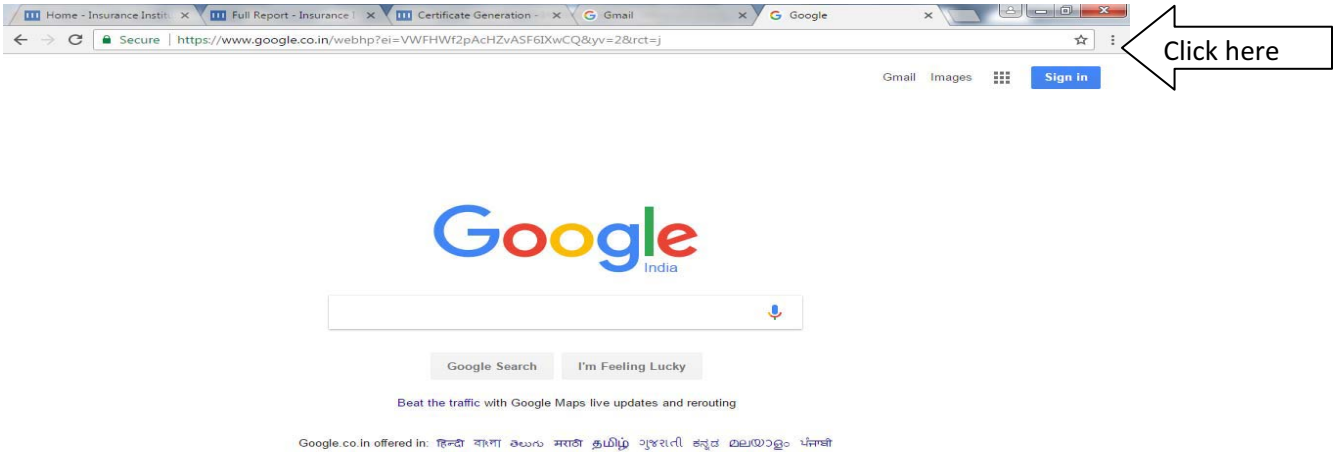 Home - Insurance Institu
Full Report - Insurance I
Certificate Generation -
Gmail
Google
Secure | https://www.google.co.in/webhp?ei=VWFHWf2pAcHZvASF6IXwCQ&yv=2&rct=j
Click here
Gmail Images Sign in
Google
India
Google Search I'm Feeling Lucky
Beat the traffic with Google Maps live updates and rerouting
Google.co.in offered in: हिन्दी বাংলা తెలుగు मराठी தமிழ் ગુજરાતી ಕನ್ನಡ മലയാളം ਪੰਜਾਬੀ